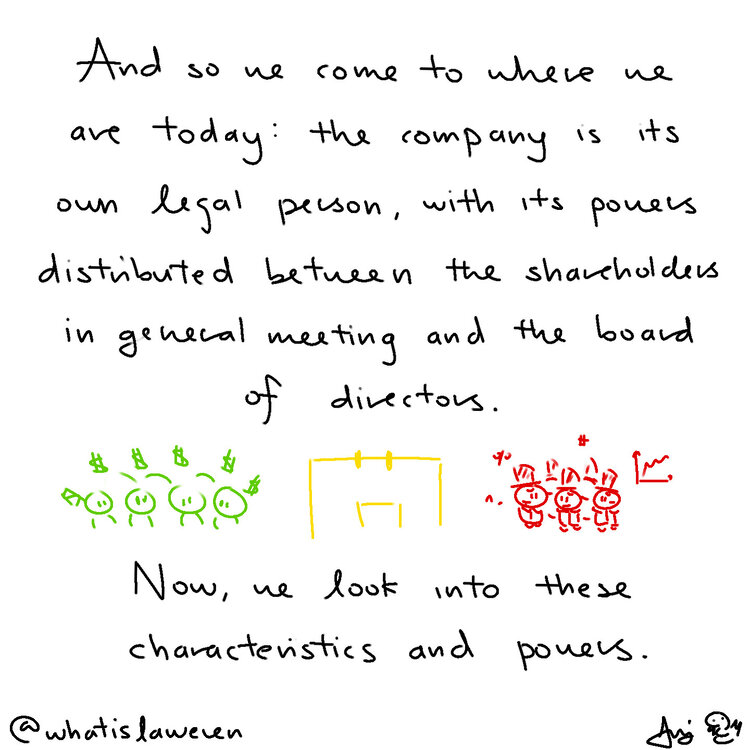 And so we come to where we
are today: the company is its
own legal person, with its powers
distributed between the shareholders
in general meeting and the board
of directors.
$ $ $ $ $
Now, we look into these
characteristics and powers.
@whatislaweven